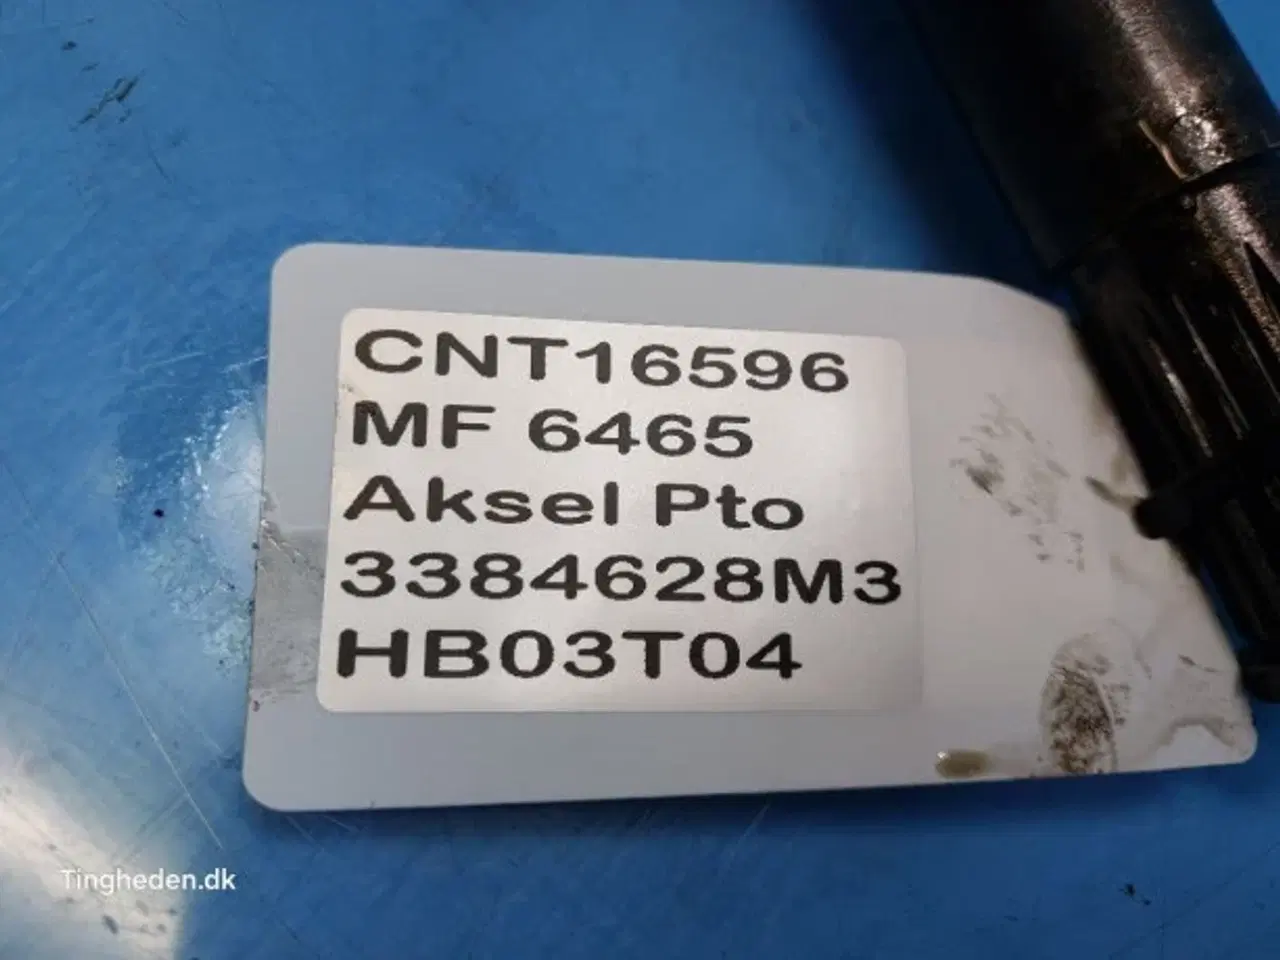 CNT16596
MF 6465
Aksel Pto
3384628M3
HB03T04
Tingheden.dk